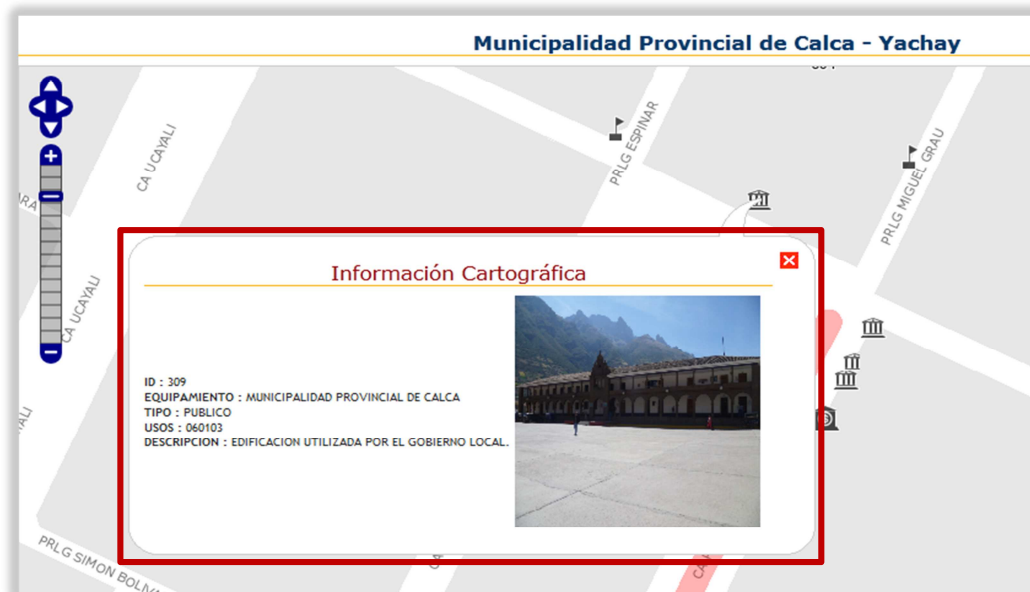 Municipalidad Provincial de Calca - Yachay
CA UCAYALI
PRLG ESPINAR
PRLG MIGUEL GRAU
CA UCAYALI
Información Cartográfica
ID : 309
EQUIPAMIENTO : MUNICIPALIDAD PROVINCIAL DE CALCA
TIPO : PUBLICO
USOS : 060103
DESCRIPCION : EDIFICACION UTILIZADA POR EL GOBIERNO LOCAL.
PRLG SIMON